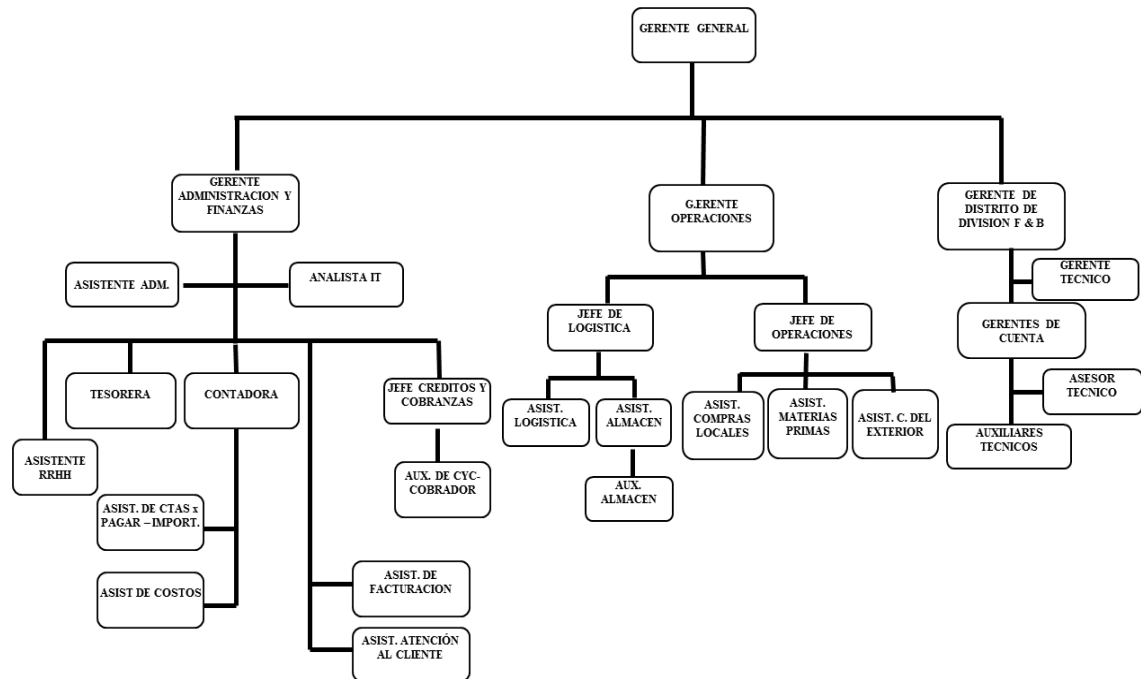 GERENTE GENERAL
GERENTE
ADMINISTRACION Y
FINANZAS
G.ERENTE
OPERACIONES
GERENTE DE
DISTRITO DE
DIVISION F & B
ASISTENTE ADM.
ANALISTA IT
GERENTE
TECNICO
JEFE DE
LOGISTICA
JEFE DE
OPERACIONES
GERENTES DE
CUENTA
TESORERA
CONTADORA
JEFE CREDITOS Y
COBRANZAS
ASESOR
TECNICO
ASIST.
LOGISTICA
ASIST.
ALMACEN
ASIST.
COMPRAS
LOCALES
ASIST.
MATERIAS
PRIMAS
ASIST. C. DEL
EXTERIOR
AUXILIARES
TECNICOS
ASISTENTE
RRHH
AUX. DE CYC-
COBRADOR
AUX.
ALMACEN
ASIST. DE CTAS x
PAGAR – IMPORT.
ASIST DE COSTOS
ASIST. DE
FACTURACION
ASIST. ATENCIÓN
AL CLIENTE